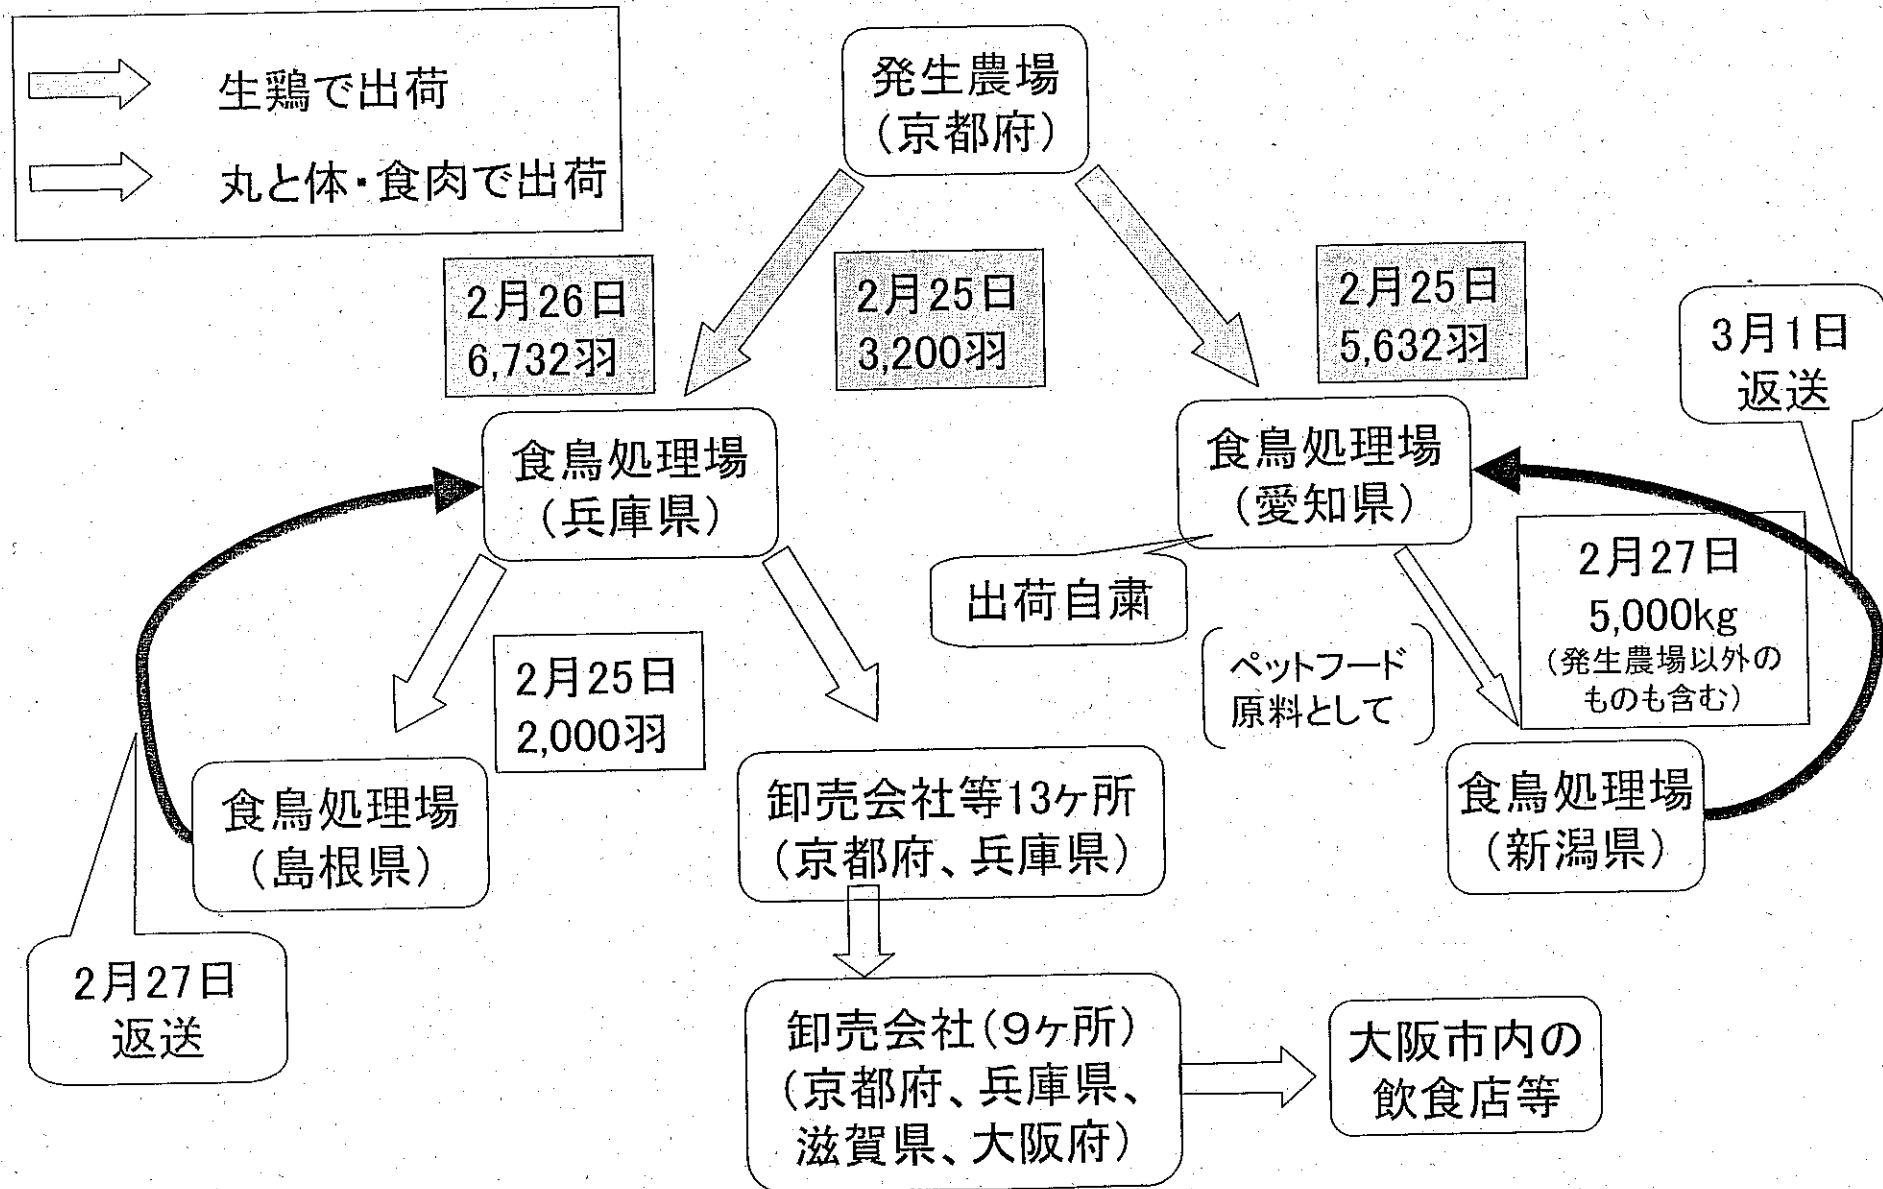 生鶏で出荷
丸と体・食肉で出荷
発生農場
（京都府）
2月26日
6,732羽
2月25日
3,200羽
2月25日
5,632羽
3月1日
返送
食鳥処理場
（兵庫県）
食鳥処理場
（愛知県）
出荷自粛
2月27日
5,000kg
（発生農場以外の
ものも含む）
ペットフード
原料として
2月25日
2,000羽
食鳥処理場
（島根県）
卸売会社等13ヶ所
（京都府、兵庫県）
食鳥処理場
（新潟県）
2月27日
返送
卸売会社（9ヶ所）
（京都府、兵庫県、
滋賀県、大阪府）
大阪市内の
飲食店等